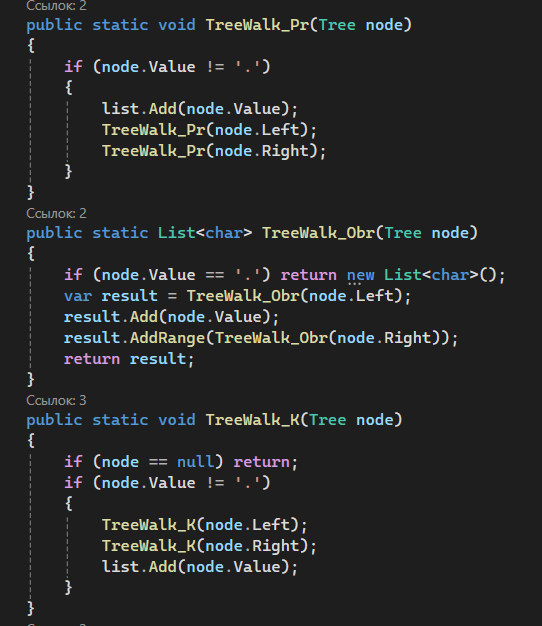 Ссылок: 2
public static void TreeWalk_Pr(Tree node)
{
if (node.Value != '.')
{
list.Add(node.Value);
TreeWalk_Pr(node.Left);
TreeWalk_Pr(node.Right);
}
}
Ссылок: 2
public static List<char> TreeWalk_Obr(Tree node)
{
if (node.Value == '.') return new List<char>();
var result = TreeWalk_Obr(node.Left);
result.Add(node.Value);
result.AddRange(TreeWalk_Obr(node.Right));
return result;
}
Ссылок: 3
public static void TreeWalk_K(Tree node)
{
if (node == null) return;
if (node.Value != '.')
{
TreeWalk_K(node.Left);
TreeWalk_K(node.Right);
list.Add(node.Value);
}
}